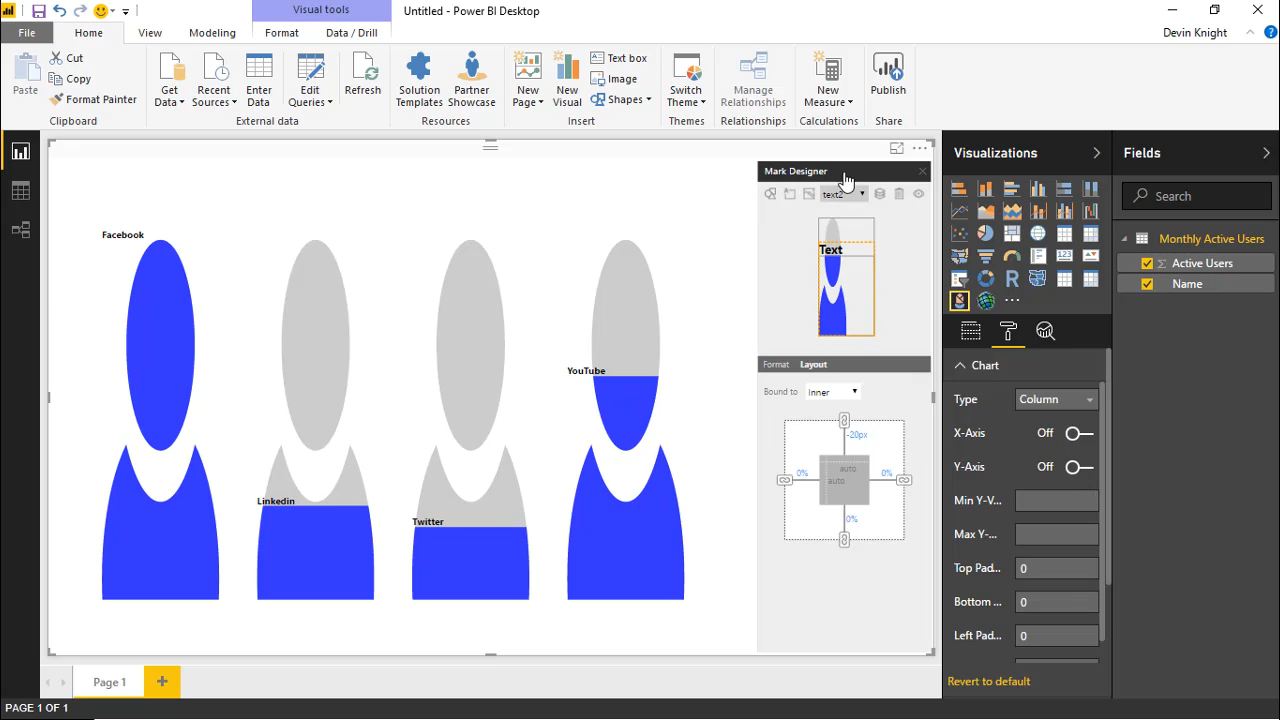 Visual tools
Untitled - Power BI Desktop
File
Home
View
Modeling
Format
Data / Drill
Devin Knight
Paste
Cut
Copy
Format Painter
Clipboard
Get Data
Recent Sources
Enter Data
Edit Queries
Refresh
External data
Solution Templates
Partner Showcase
Resources
New Page
New Visual
Text box
Image
Shapes
Insert
Switch Theme
Themes
Manage Relationships
Relationships
New Measure
Calculations
Publish
Share
Facebook
Linkedin
Twitter
YouTube
Mark Designer
text2
Text
Format
Layout
Bound to
inner
-20px
0%
auto
auto
0%
0%
Visualizations
R
123
Chart
Type
Column
X-Axis
Off
Y-Axis
Off
Min Y-V...
Max Y-...
Top Pad...
0
Bottom ...
0
Left Pad...
0
Revert to default
Fields
Search
Monthly Active Users
Σ Active Users
Name
Page 1
PAGE 1 OF 1